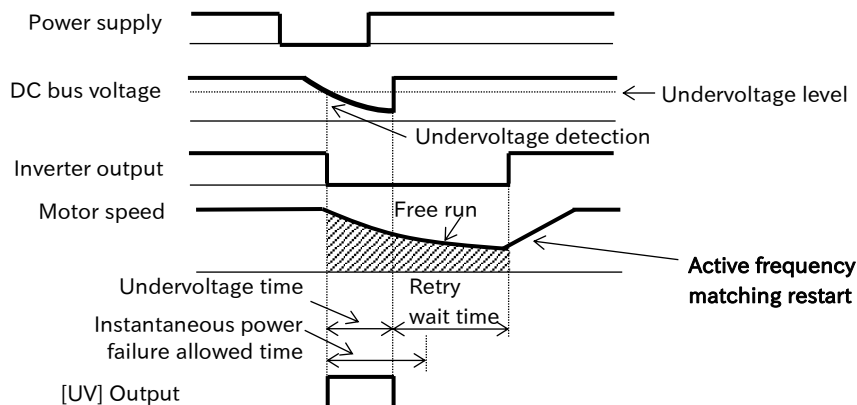 Power supply
DC bus voltage
Undervoltage level
Undervoltage detection
Inverter output
Motor speed
Free run
Active frequency
matching restart
Undervoltage time
Retry
wait time
Instantaneous power
failure allowed time
[UV] Output